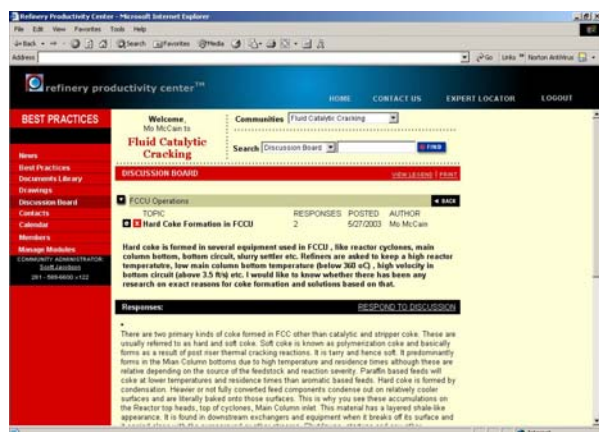 Refinery Productivity Center - Microsoft Internet Explorer
File Edit View Favorites Tools Help
Back Search Favorites Media
Address Go Links Norton AntiVirus
refinery productivity center™
HOME CONTACT US EXPERT LOCATOR LOGOUT
BEST PRACTICES
News
Best Practices
Documents Library
Drawings
Discussion Board
Contacts
Calendar
Members
Manage Modules
COMMUNITY ADMINISTRATOR:
Welcome,
Mo McCain to
Fluid Catalytic
Cracking
Communities Fluid Catalytic Cracking
Search Discussion Board FIND
DISCUSSION BOARD VIEW LEGEND | PRINT
FCCU Operations BACK
TOPIC RESPONSES POSTED AUTHOR
Hard Coke Formation in FCCU 2 5/27/2003 Mo McCain
Hard coke is formed in several equipment used in FCCU , like reactor cyclones, main
column bottom, bottom circuit, slurry settler etc. Refiners are asked to keep a high reactor
temperatutre, low main column bottom temperature (below 360 oC) , high velocity in
bottom circuit (above 3.5 ft/s) etc. I would like to know whether there has been any
research on exact reasons for coke formation and solutions based on that.
Responses: RESPOND TO DISCUSSION
There are two primary kinds of coke formed in FCC other than catalytic and stripper coke. These are
usually referred to as hard and soft coke. Soft coke is known as polymerization coke and basically
forms as a result of post riser thermal cracking reactions. It is tarry and hence soft. It predominantly
forms in the Mian Column bottoms due to high temperature and residence times although these are
relative depending on the source of the feedstock and reaction severity. Paraffin based feeds will
coke at lower temperatures and residence times than aromatic based feeds. Hard coke is formed by
condensation. Heavier or not fully converted feed components condense out on relatively cooler
surfaces and are literally baked onto those surfaces. This is why you see these accumulations on
the Reactor top heads, top of cyclones, Main Column inlet. This material has a layered shale-like
appearance. It is found in downstream exchangers and equipment when it breaks off its surface and